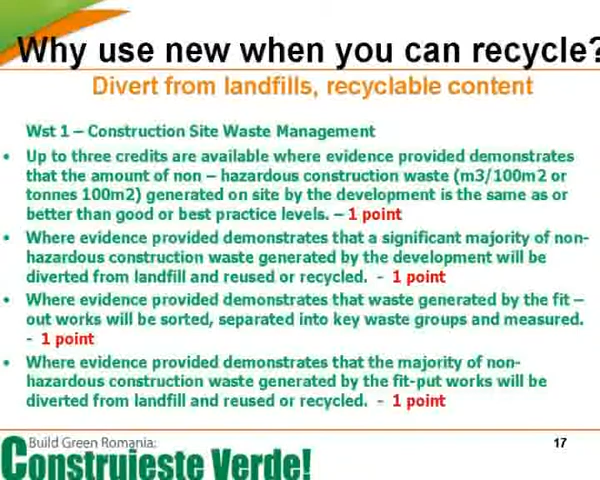 Why use new when you can recycle?
Divert from landfills, recyclable content
Wst 1 – Construction Site Waste Management
• Up to three credits are available where evidence provided demonstrates
that the amount of non – hazardous construction waste (m3/100m2 or
tonnes 100m2) generated on site by the development is the same as or
better than good or best practice levels. – 1 point
• Where evidence provided demonstrates that a significant majority of non-
hazardous construction waste generated by the development will be
diverted from landfill and reused or recycled. - 1 point
• Where evidence provided demonstrates that waste generated by the fit –
out works will be sorted, separated into key waste groups and measured.
- 1 point
• Where evidence provided demonstrates that the majority of non-
hazardous construction waste generated by the fit-put works will be
diverted from landfill and reused or recycled. - 1 point
Build Green Romania:
17
Construieste Verde!